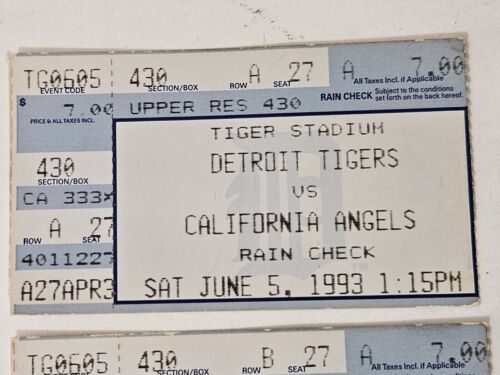 TG0605 430 A 27 A 7.00
EVENT CODE SECTION/BOX ROW SEAT All Taxes Incl. if Applicable
$ 7.00 UPPER RES 430 RAIN CHECK Subject to the conditions set forth on the back hereof.
PRICE & ALL TAXES INCL.
TIGER STADIUM
430 DETROIT TIGERS
SECTION/BOX
CA 333* VS
A 27 CALIFORNIA ANGELS
ROW SEAT
4011227 RAIN CHECK
A27APR3 SAT JUNE 5, 1993 1:15PM
TG0605 430 B 27 A 7.00
SECTION/BOX ROW SEAT All Taxes Incl. if Applicable